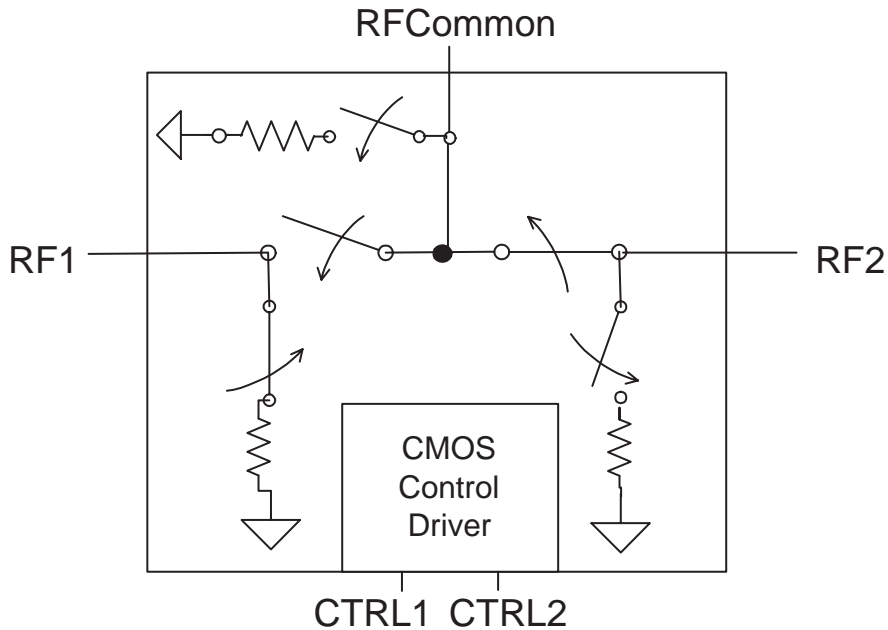 RFCommon
RF1
RF2
CMOS
Control
Driver
CTRL1 CTRL2